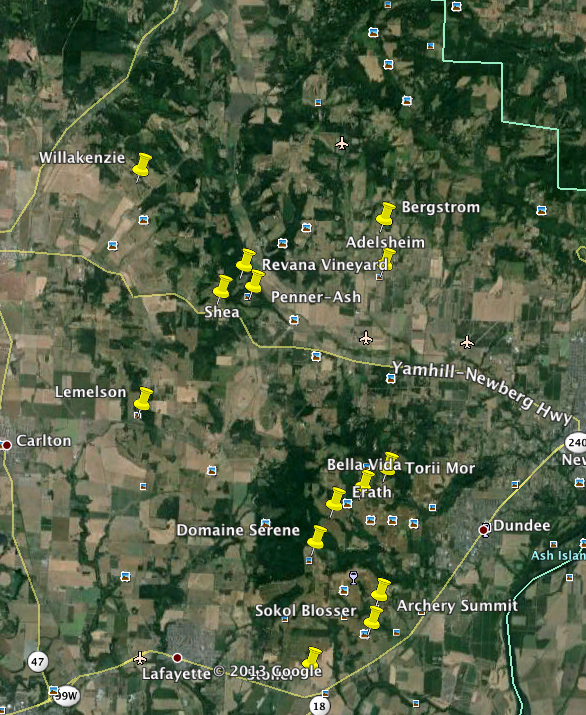 Willakenzie
Bergstrom
Adelsheim
Revana Vineyard
Penner-Ash
Shea
Yamhill-Newberg Hwy
Lemelson
Carlton
240
New
Bella Vida
Torii Mor
Erath
Dundee
Domaine Serene
Ash Islan
Archery Summit
Sokol Blosser
47
Lafayette
© 2013 Google
99W
18